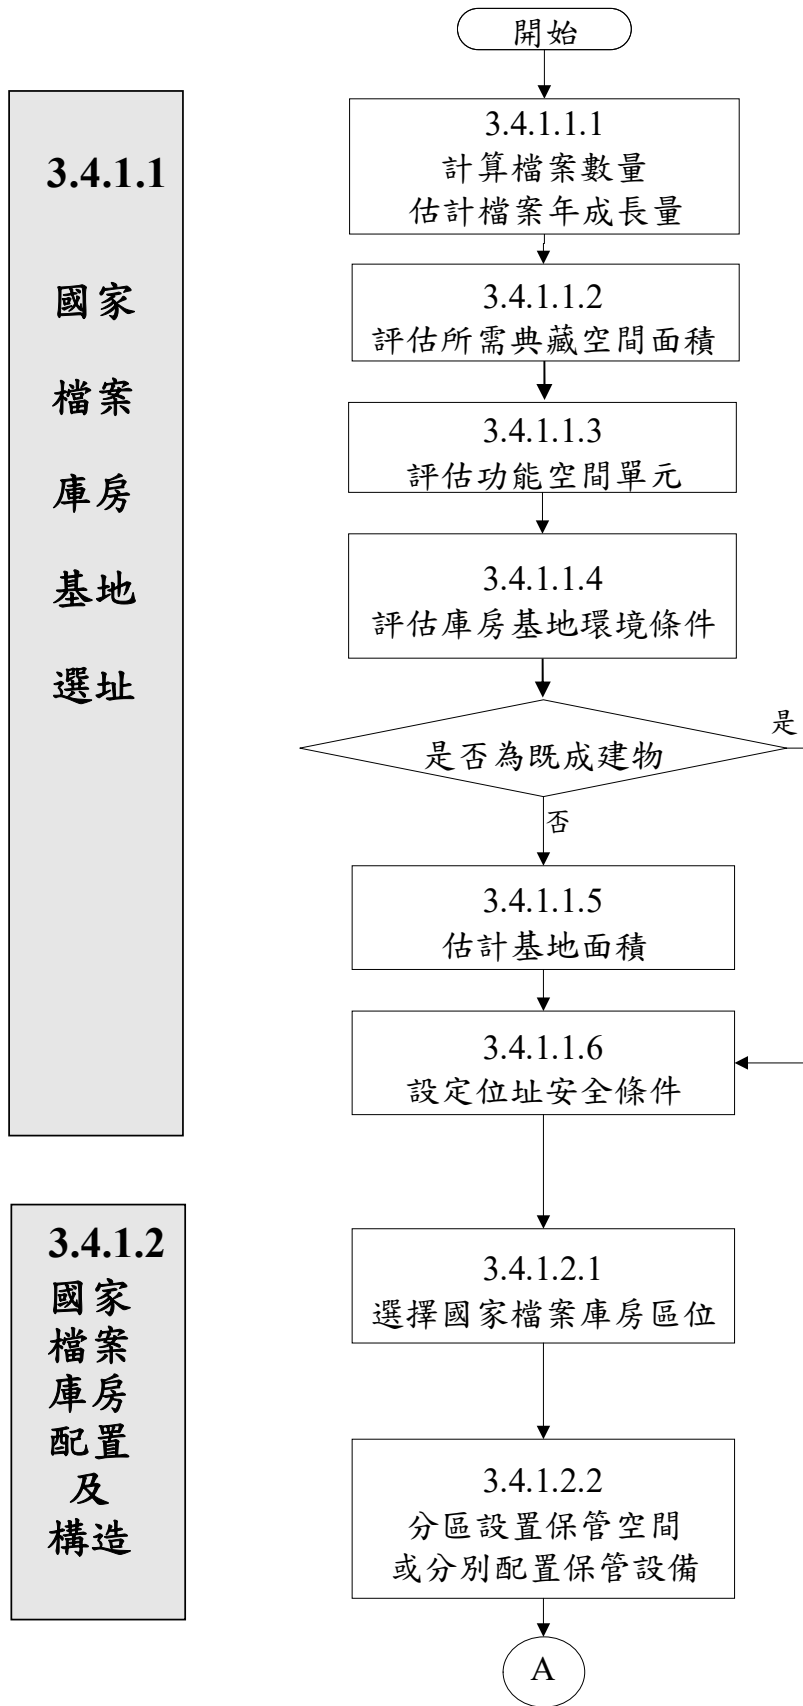 開始
3.4.1.1
國家
檔案
庫房
基地
選址
3.4.1.1.1
計算檔案數量
估計檔案年成長量
3.4.1.1.2
評估所需典藏空間面積
3.4.1.1.3
評估功能空間單元
3.4.1.1.4
評估庫房基地環境條件
是否為既成建物
是
否
3.4.1.1.5
估計基地面積
3.4.1.1.6
設定位址安全條件
3.4.1.2
國家
檔案
庫房
配置
及
構造
3.4.1.2.1
選擇國家檔案庫房區位
3.4.1.2.2
分區設置保管空間
或分別配置保管設備
A